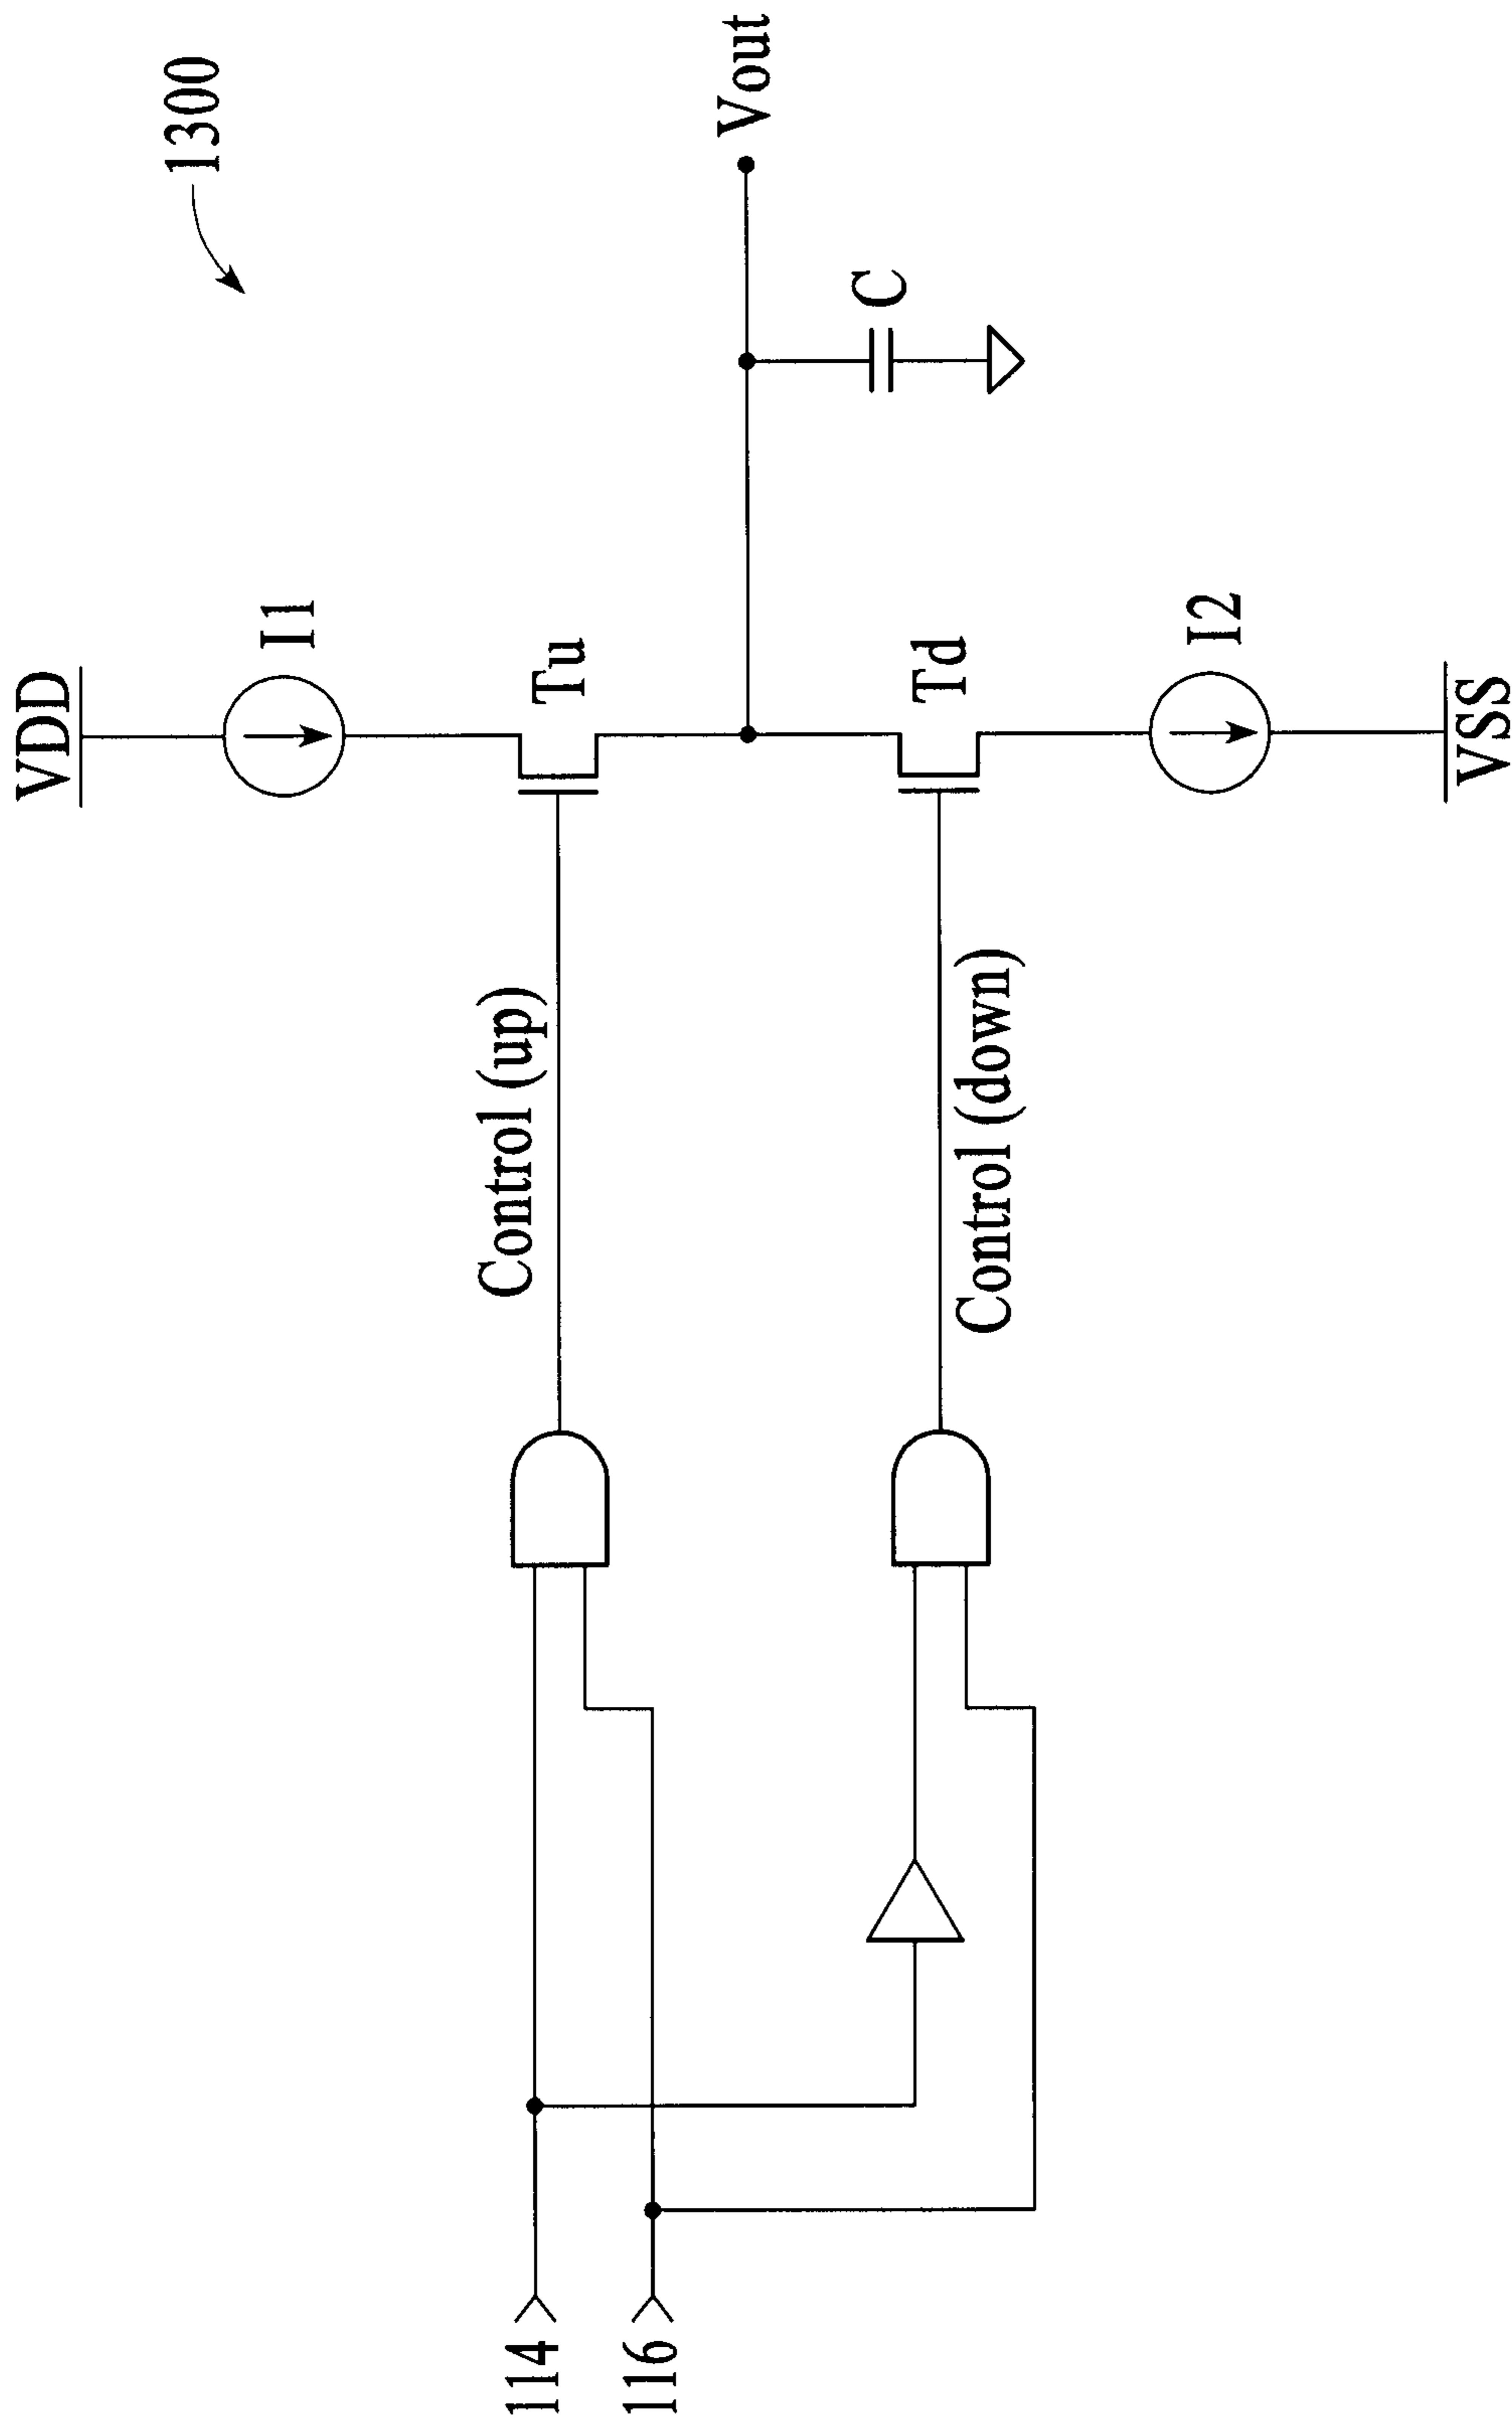 1300
VDD
I1
Tu
Control (up)
Vout
C
Td
Control (down)
I2
VSS
114
116